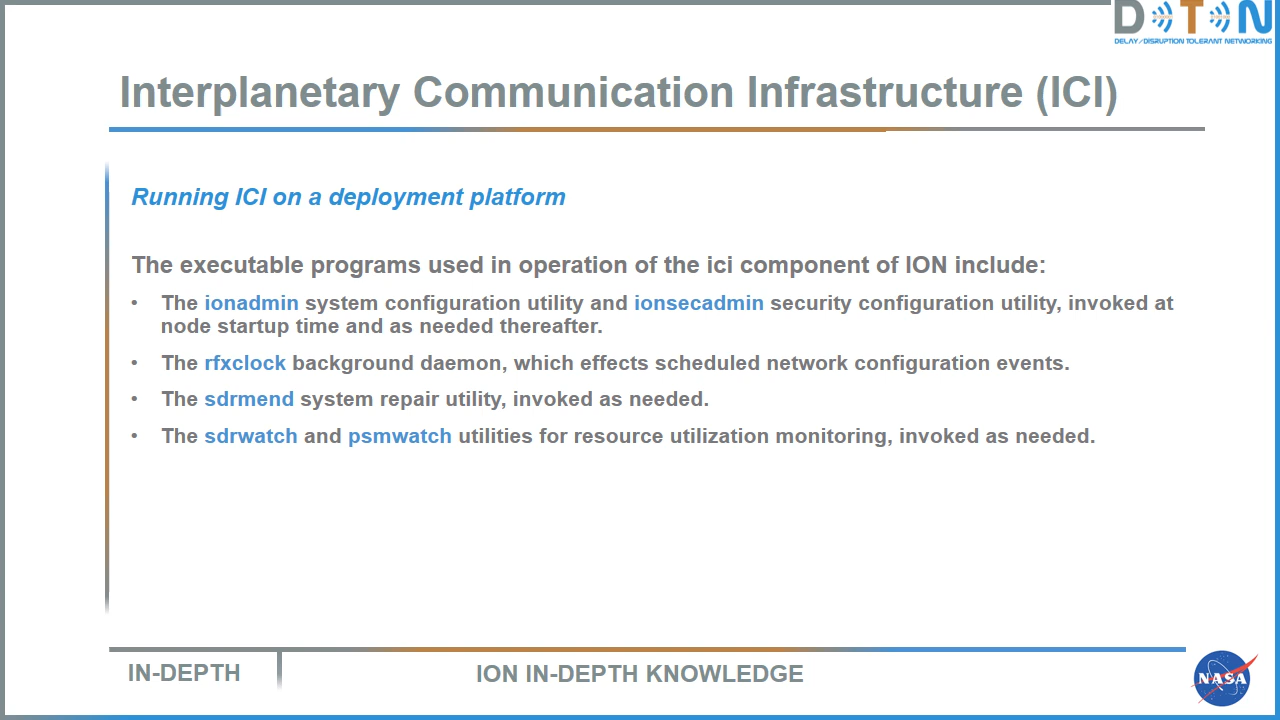 DTN
DELAY/DISRUPTION TOLERANT NETWORKING
Interplanetary Communication Infrastructure (ICI)
Running ICI on a deployment platform
The executable programs used in operation of the ici component of ION include:
• The ionadmin system configuration utility and ionsecadmin security configuration utility, invoked at
node startup time and as needed thereafter.
• The rfxclock background daemon, which effects scheduled network configuration events.
• The sdrmend system repair utility, invoked as needed.
• The sdrwatch and psmwatch utilities for resource utilization monitoring, invoked as needed.
IN-DEPTH
ION IN-DEPTH KNOWLEDGE
NASA